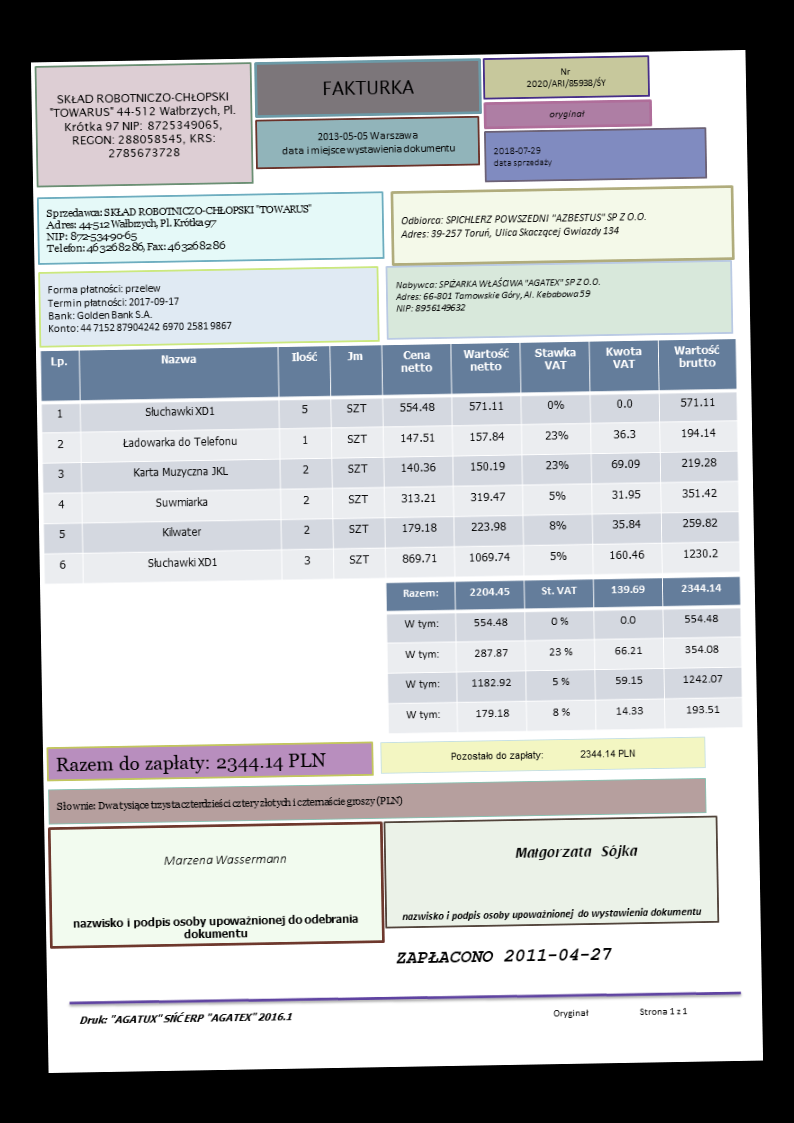 SKŁAD ROBOTNICZO-CHŁOPSKI
"TOWARUS" 44-512 Wałbrzych, Pl.
Krótka 97 NIP: 8725349065,
REGON: 288058545, KRS:
2785673728
FAKTURKA
2013-05-05 Warszawa
data i miejsce wystawienia dokumentu
Nr
2020/ARI/85938/ŚY
oryginał
2018-07-29
data sprzedaży
Sprzedawca: SKŁAD ROBOTNICZO-CHŁOPSKI "TOWARUS"
Adres: 44-512 Wałbrzych, Pl. Krótka 97
NIP: 872-534-90-65
Telefon: 463268286, Fax: 463268286
Odbiorca: SPICHLERZ POWSZEDNI "AZBESTUS" SP Z O.O.
Adres: 39-257 Toruń, Ulica Skaczącej Gwiazdy 134
Forma płatności: przelew
Termin płatności: 2017-09-17
Bank: Golden Bank S.A.
Konto: 44 7152 8790 4242 6970 2581 9867
Nabywca: SPIŻARKA WŁAŚCIWA "AGATEX" SP Z O.O.
Adres: 66-801 Tarnowskie Góry, Al. Kebabowa 59
NIP: 8956149632
Lp. Nazwa Ilość Jm Cena netto Wartość netto Stawka VAT Kwota VAT Wartość brutto
1 Słuchawki XD1 5 SZT 554.48 571.11 0% 0.0 571.11
2 Ładowarka do Telefonu 1 SZT 147.51 157.84 23% 36.3 194.14
3 Karta Muzyczna JKL 2 SZT 140.36 150.19 23% 69.09 219.28
4 Suwmiarka 2 SZT 313.21 319.47 5% 31.95 351.42
5 Kilwater 2 SZT 179.18 223.98 8% 35.84 259.82
6 Słuchawki XD1 3 SZT 869.71 1069.74 5% 160.46 1230.2
Razem: 2204.45 St. VAT 139.69 2344.14
W tym: 554.48 0 % 0.0 554.48
W tym: 287.87 23 % 66.21 354.08
W tym: 1182.92 5 % 59.15 1242.07
W tym: 179.18 8 % 14.33 193.51
Razem do zapłaty: 2344.14 PLN
Pozostało do zapłaty: 2344.14 PLN
Słownie: Dwa tysiące trzysta czterdzieści cztery złotych i czternaście groszy (PLN)
Marzena Wassermann
nazwisko i podpis osoby upoważnionej do odebrania
dokumentu
Małgorzata Sójka
nazwisko i podpis osoby upoważnionej do wystawienia dokumentu
ZAPŁACONO 2011-04-27
Druk: "AGATUX" SŃĆ ERP "AGATEX" 2016.1
Oryginał Strona 1 z 1